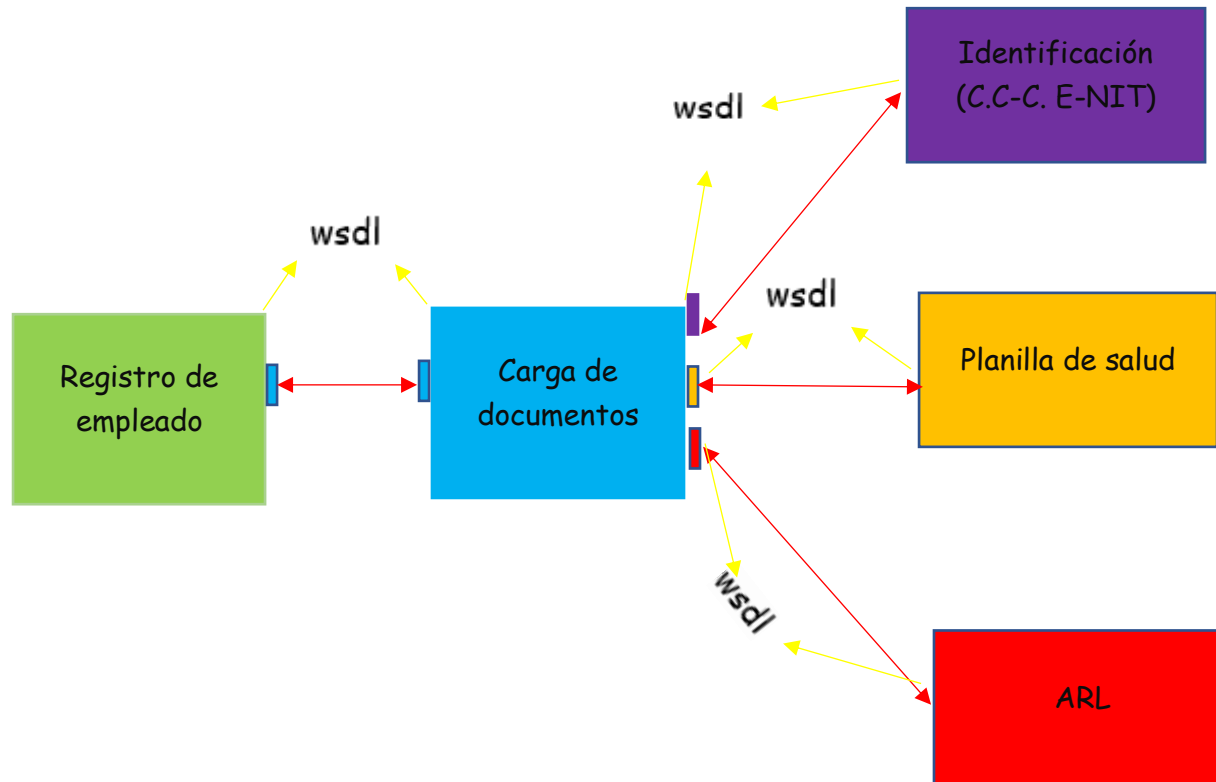 Identificación
(C.C-C. E-NIT)
wsdl
wsdl
wsdl
Registro de
empleado
Carga de
documentos
Planilla de salud
wsdl
ARL